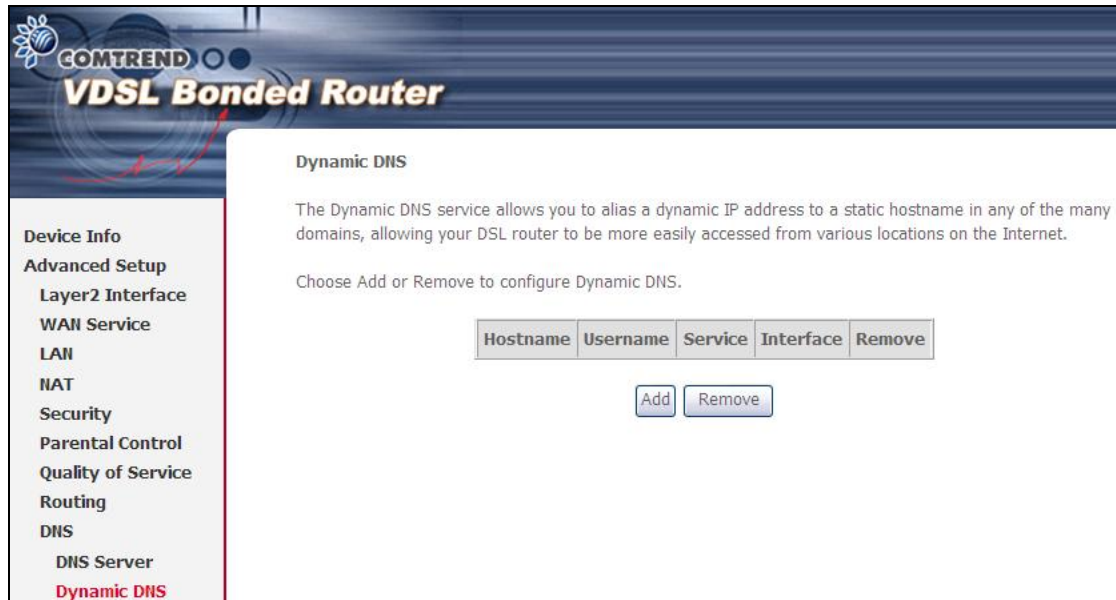 COMTREND
VDSL Bonded Router
Device Info
Advanced Setup
Layer2 Interface
WAN Service
LAN
NAT
Security
Parental Control
Quality of Service
Routing
DNS
DNS Server
Dynamic DNS
Dynamic DNS
The Dynamic DNS service allows you to alias a dynamic IP address to a static hostname in any of the many
domains, allowing your DSL router to be more easily accessed from various locations on the Internet.
Choose Add or Remove to configure Dynamic DNS.
Hostname Username Service Interface Remove
Add Remove